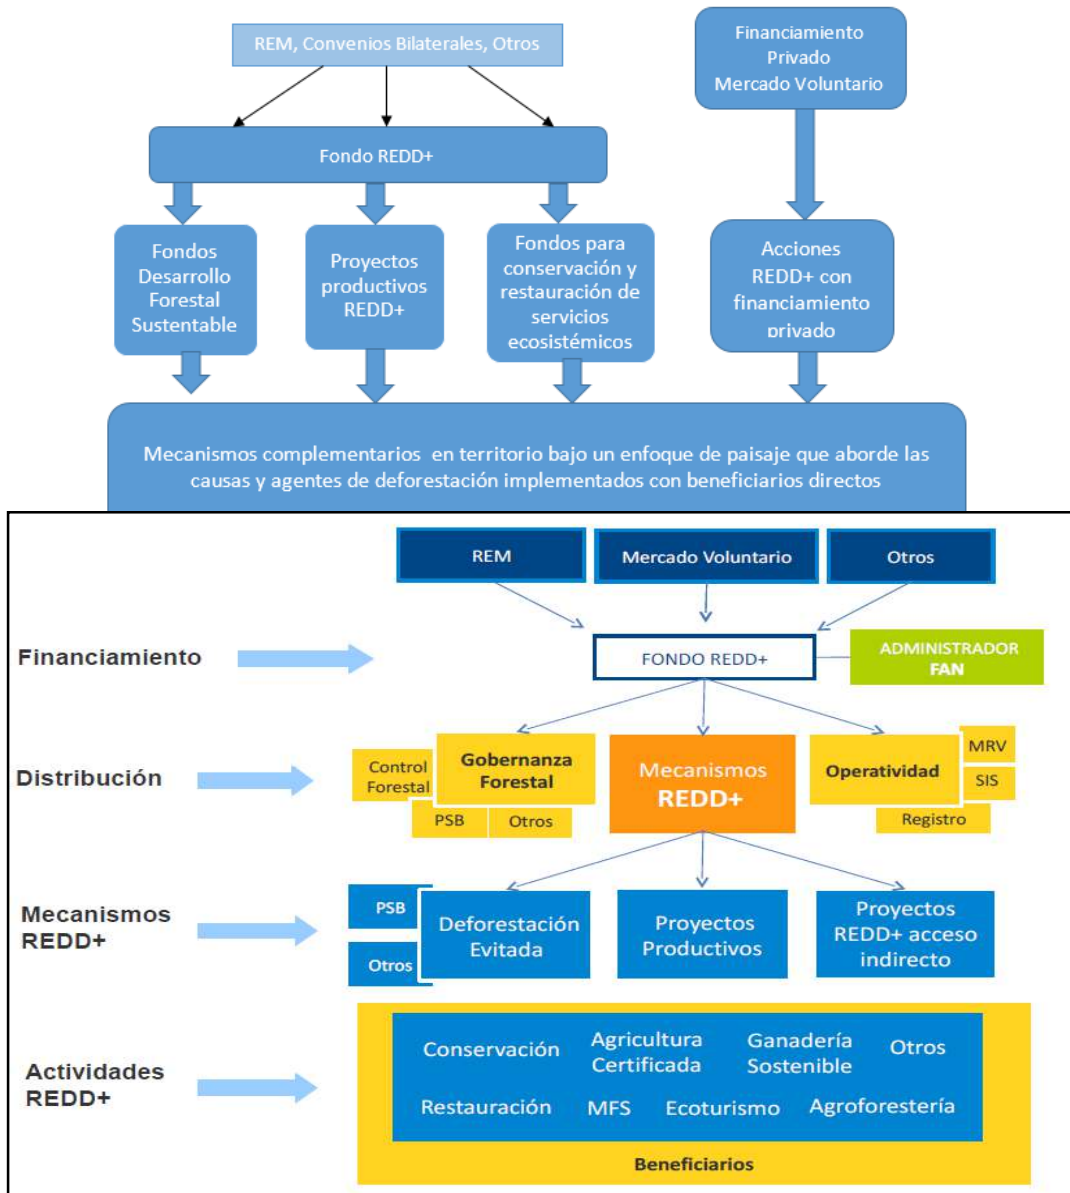 REM, Convenios Bilaterales, Otros
Financiamiento
Privado
Mercado Voluntario
Fondo REDD+
Fondos
Desarrollo
Forestal
Sustentable
Proyectos
productivos
REDD+
Fondos para
conservación y
restauración de
servicios
ecosistémicos
Acciones
REDD+ con
financiamiento
privado
Mecanismos complementarios en territorio bajo un enfoque de paisaje que aborde las
causas y agentes de deforestación implementados con beneficiarios directos
REM
Mercado Voluntario
Otros
Financiamiento
FONDO REDD+
ADMINISTRADOR
FAN
Distribución
Control
Forestal
Gobernanza
Forestal
PSB
Otros
Mecanismos
REDD+
Operatividad
MRV
SIS
Registro
Mecanismos
REDD+
PSB
Otros
Deforestación
Evitada
Proyectos
Productivos
Proyectos
REDD+ acceso
indirecto
Actividades
REDD+
Conservación
Agricultura
Certificada
Ganadería
Sostenible
Otros
Restauración
MFS
Ecoturismo
Agroforestería
Beneficiarios